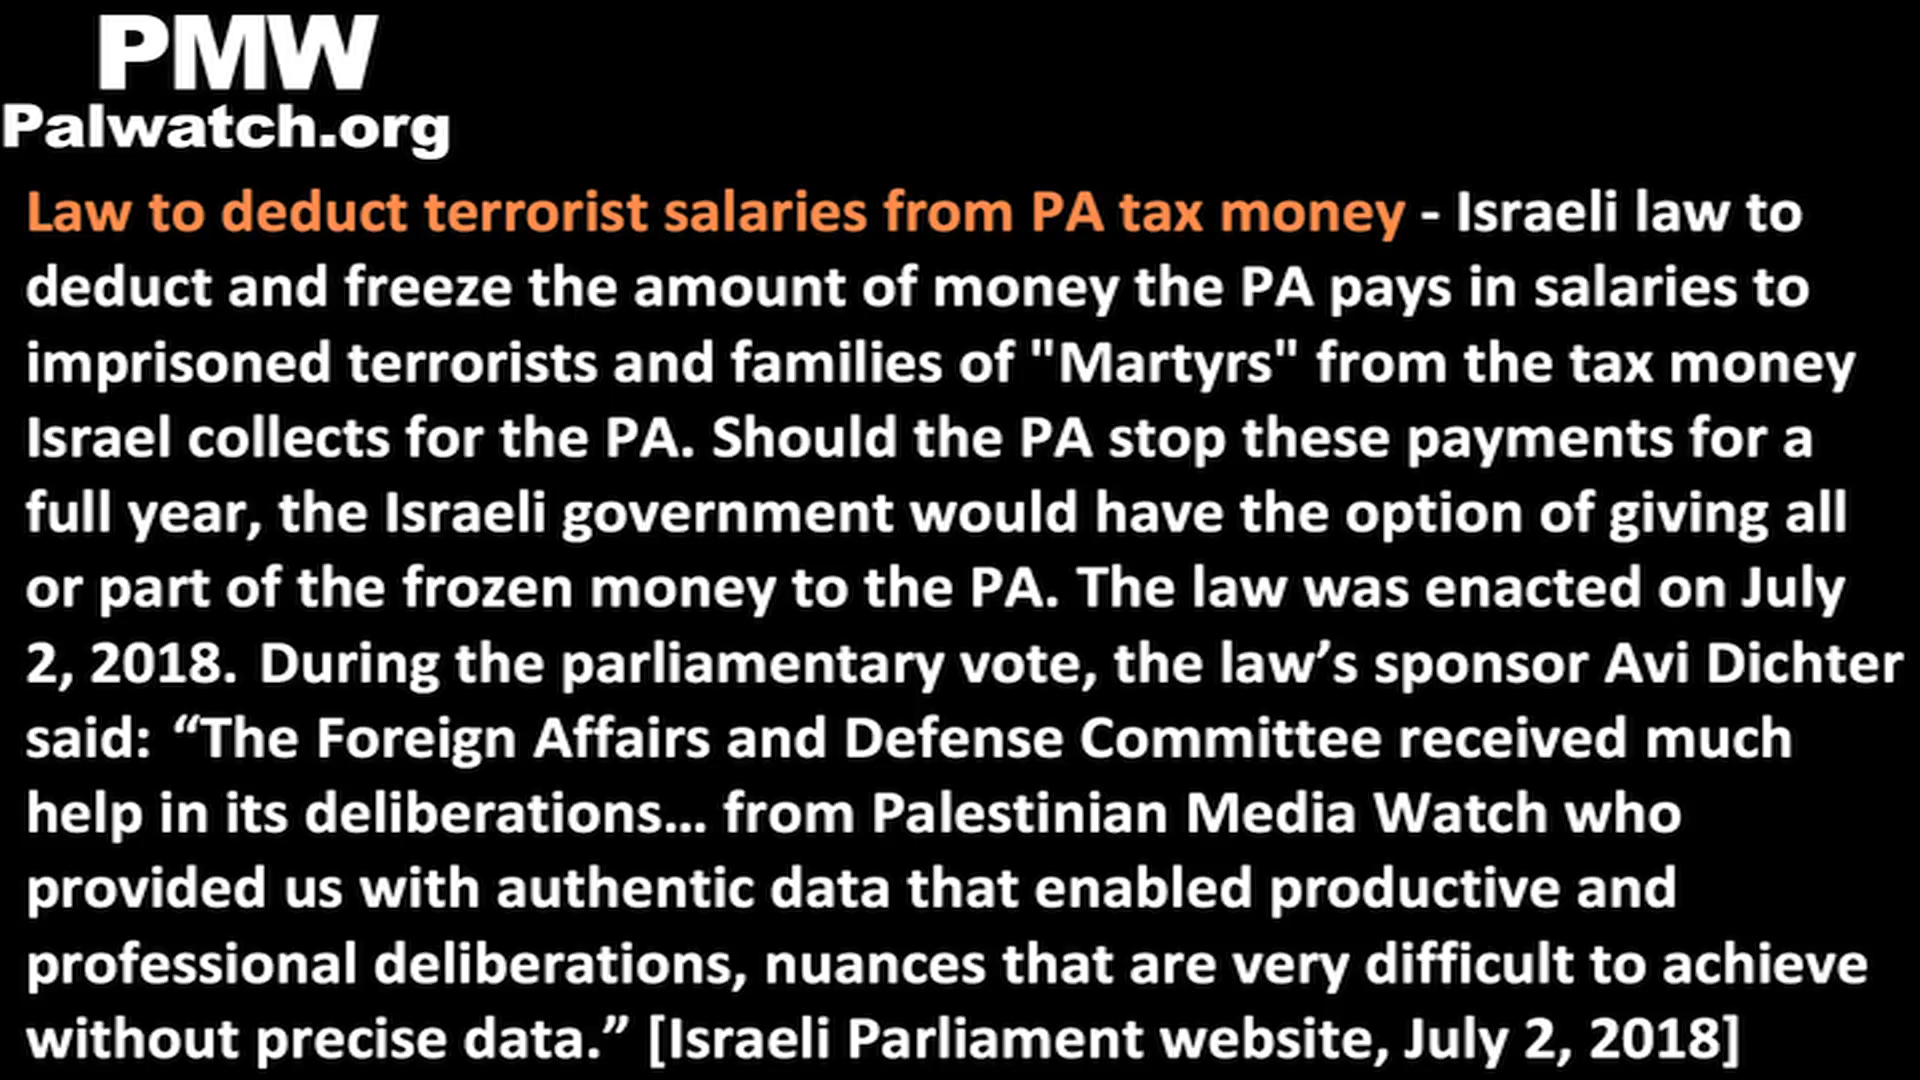 PMW
Palwatch.org
Law to deduct terrorist salaries from PA tax money - Israeli law to
deduct and freeze the amount of money the PA pays in salaries to
imprisoned terrorists and families of "Martyrs" from the tax money
Israel collects for the PA. Should the PA stop these payments for a
full year, the Israeli government would have the option of giving all
or part of the frozen money to the PA. The law was enacted on July
2, 2018. During the parliamentary vote, the law’s sponsor Avi Dichter
said: “The Foreign Affairs and Defense Committee received much
help in its deliberations… from Palestinian Media Watch who
provided us with authentic data that enabled productive and
professional deliberations, nuances that are very difficult to achieve
without precise data.” [Israeli Parliament website, July 2, 2018]